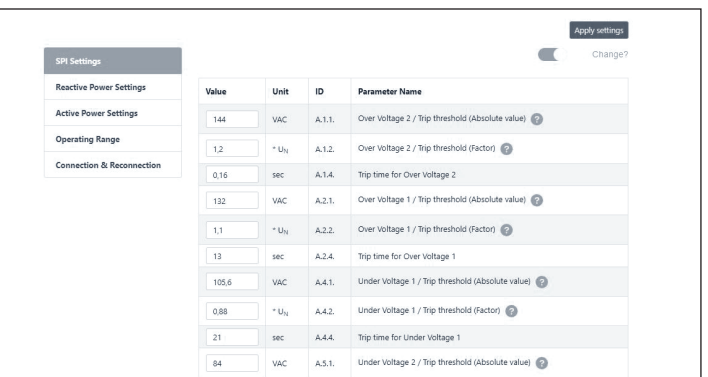 Apply settings
Change?
SPI Settings
Reactive Power Settings
Active Power Settings
Operating Range
Connection & Reconnection
Value Unit ID Parameter Name
144 VAC A.1.1. Over Voltage 2 / Trip threshold (Absolute value) ?
1,2 * UN A.1.2. Over Voltage 2 / Trip threshold (Factor) ?
0,16 sec A.1.4. Trip time for Over Voltage 2
132 VAC A.2.1. Over Voltage 1 / Trip threshold (Absolute value) ?
1,1 * UN A.2.2. Over Voltage 1 / Trip threshold (Factor) ?
13 sec A.2.4. Trip time for Over Voltage 1
105,6 VAC A.4.1. Under Voltage 1 / Trip threshold (Absolute value) ?
0,88 * UN A.4.2. Under Voltage 1 / Trip threshold (Factor) ?
21 sec A.4.4. Trip time for Under Voltage 1
84 VAC A.5.1. Under Voltage 2 / Trip threshold (Absolute value) ?